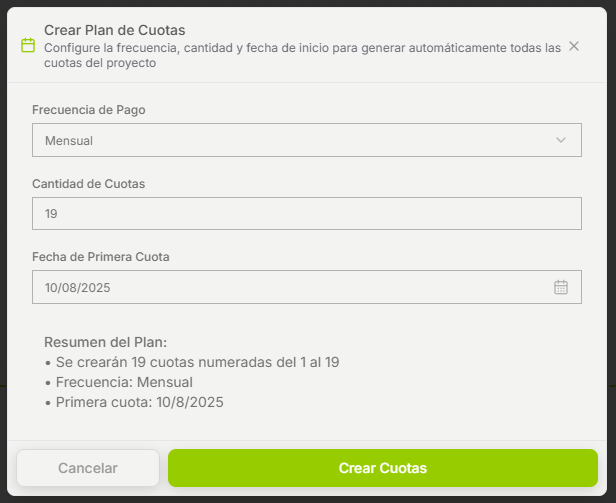 Crear Plan de Cuotas
Configure la frecuencia, cantidad y fecha de inicio para generar automáticamente todas las
cuotas del proyecto
Frecuencia de Pago
Mensual
Cantidad de Cuotas
19
Fecha de Primera Cuota
10/08/2025
Resumen del Plan:
• Se crearán 19 cuotas numeradas del 1 al 19
• Frecuencia: Mensual
• Primera cuota: 10/8/2025
Cancelar
Crear Cuotas